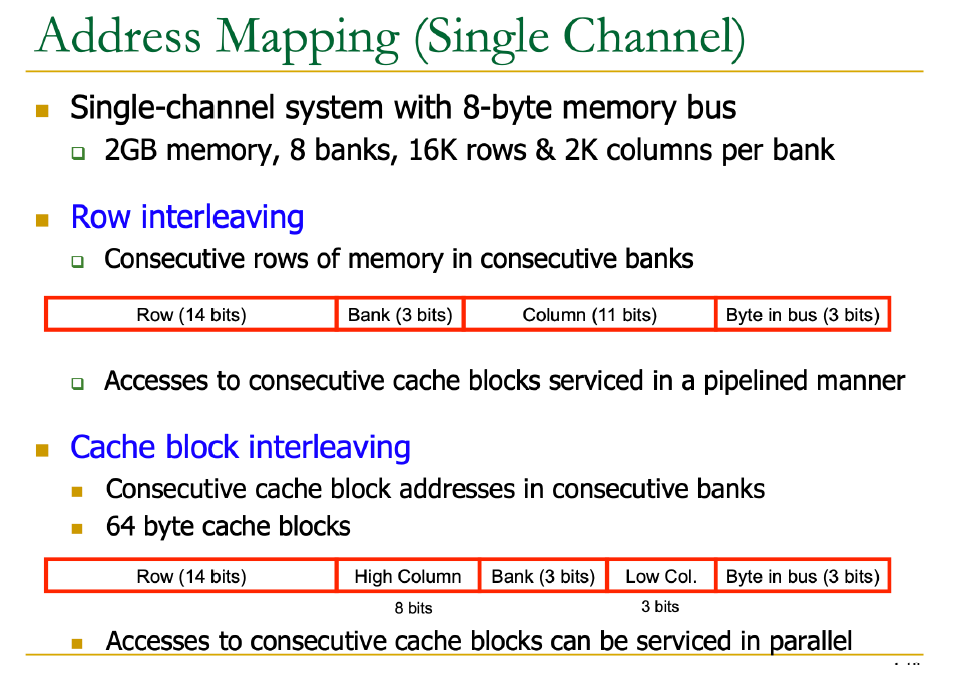 Address Mapping (Single Channel)
Single-channel system with 8-byte memory bus
2GB memory, 8 banks, 16K rows & 2K columns per bank
Row interleaving
Consecutive rows of memory in consecutive banks
Row (14 bits) Bank (3 bits) Column (11 bits) Byte in bus (3 bits)
Accesses to consecutive cache blocks serviced in a pipelined manner
Cache block interleaving
Consecutive cache block addresses in consecutive banks
64 byte cache blocks
Row (14 bits) High Column Bank (3 bits) Low Col. Byte in bus (3 bits)
8 bits 3 bits
Accesses to consecutive cache blocks can be serviced in parallel